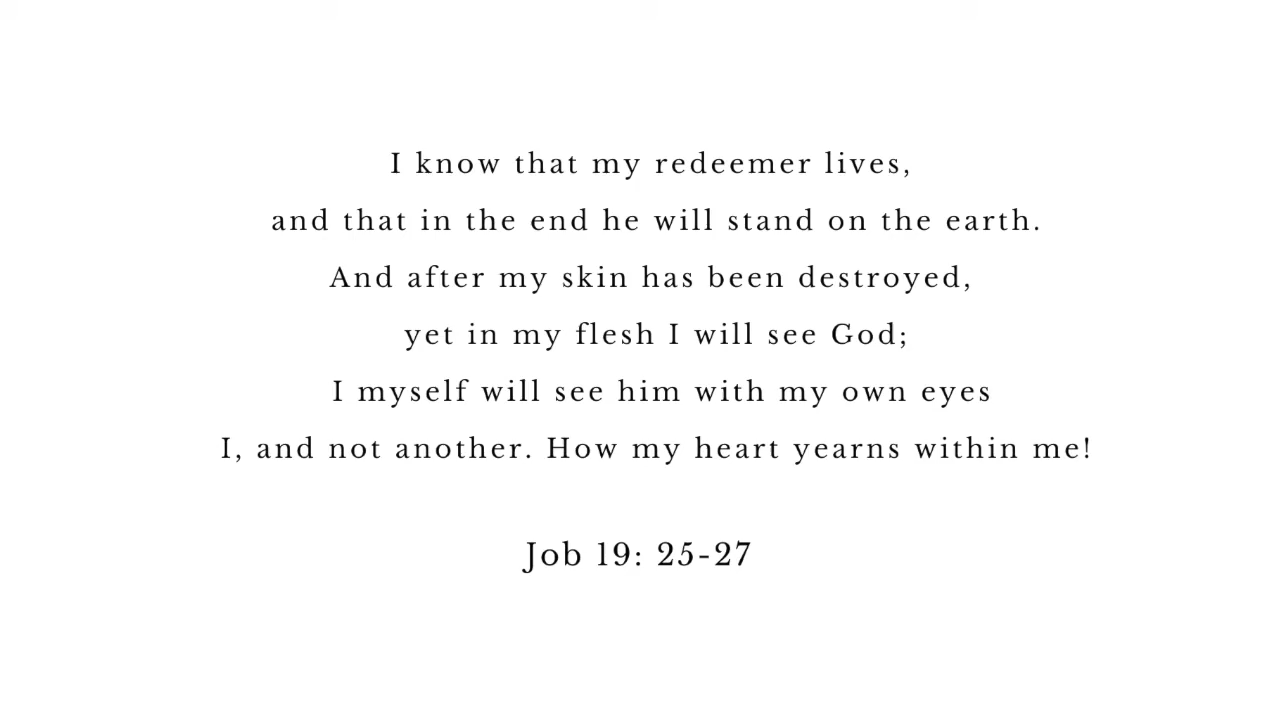 I know that my redeemer lives,
and that in the end he will stand on the earth.
And after my skin has been destroyed,
yet in my flesh I will see God;
I myself will see him with my own eyes
I, and not another. How my heart yearns within me!
Job 19: 25-27